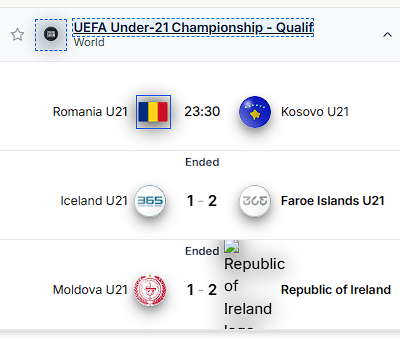 UEFA Under-21 Championship - Qualif
World
Romania U21 23:30 Kosovo U21
Ended
Iceland U21 365 1 - 2 365 Faroe Islands U21
Ended
Moldova U21 1 - 2 Republic of Ireland logo Republic of Ireland